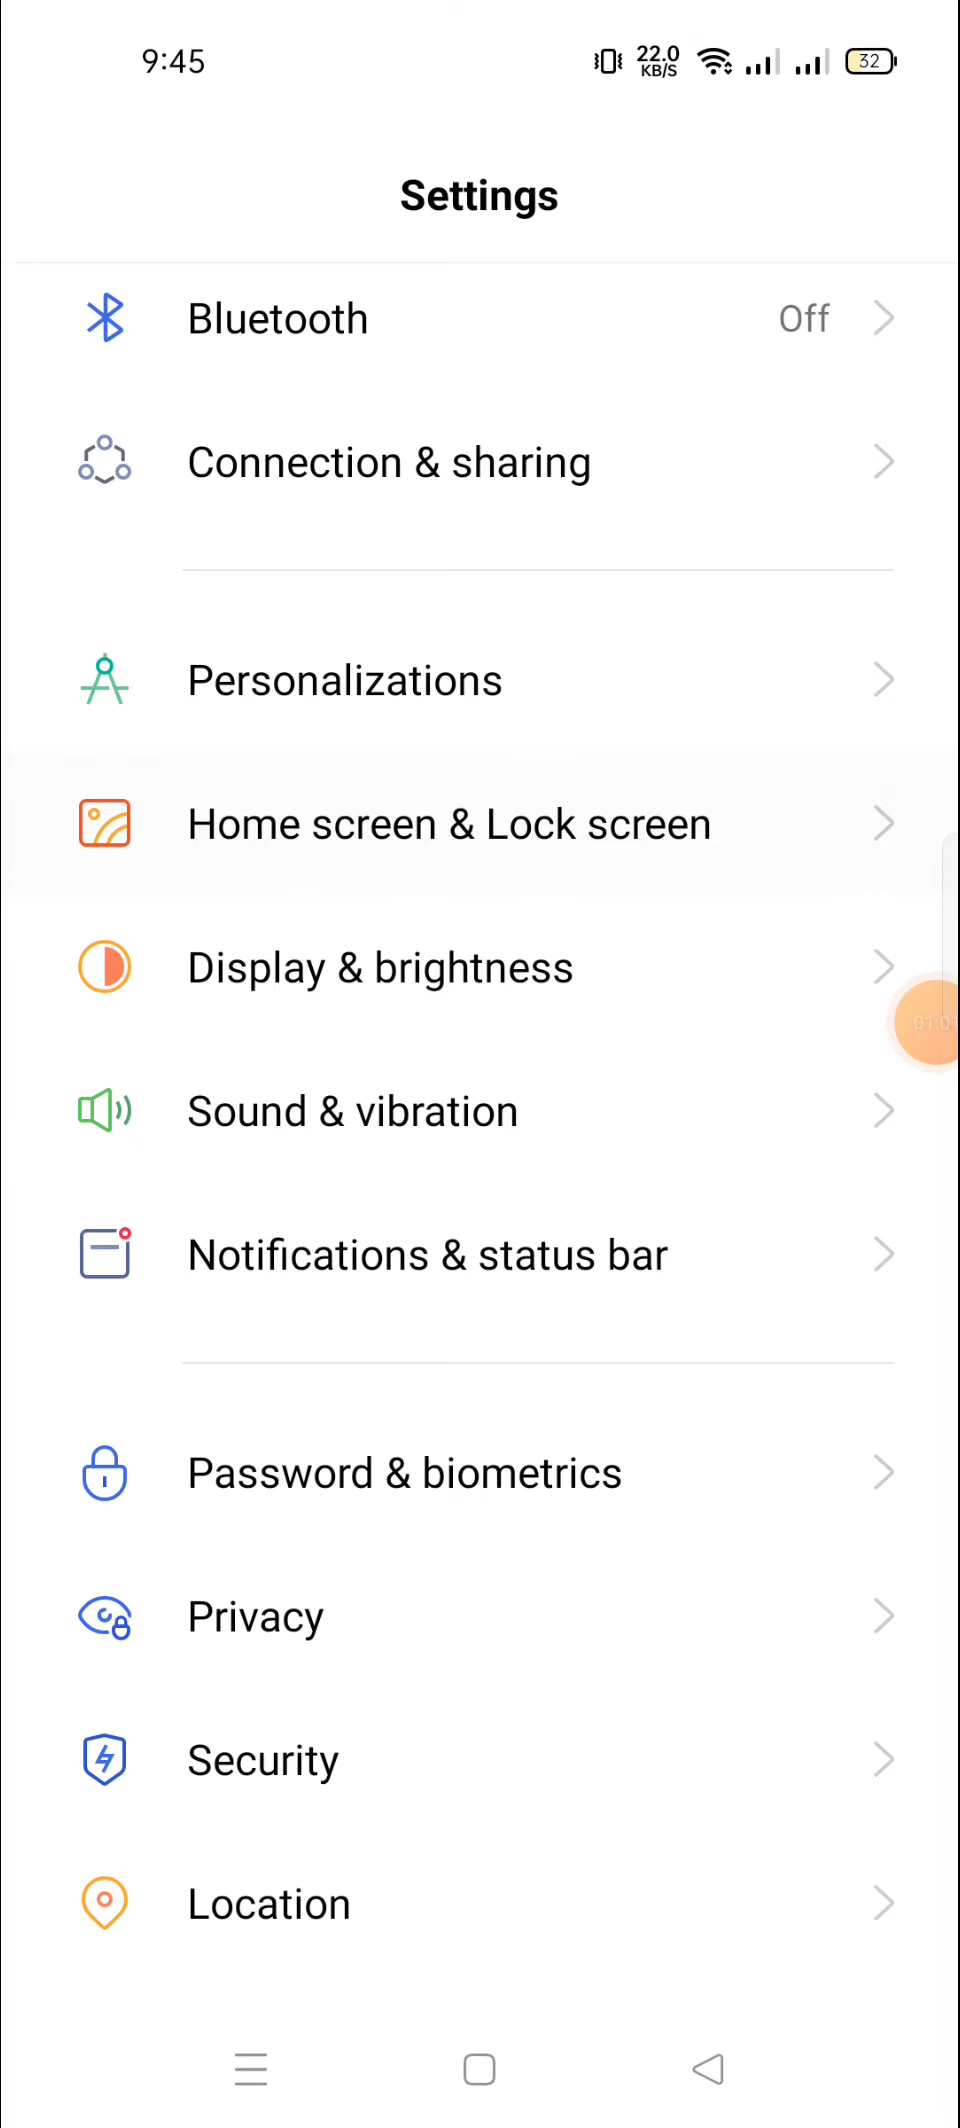 9:45
22.0
KB/S
32
Settings
Bluetooth Off
Connection & sharing
Personalizations
Home screen & Lock screen
Display & brightness
Sound & vibration
Notifications & status bar
Password & biometrics
Privacy
Security
Location